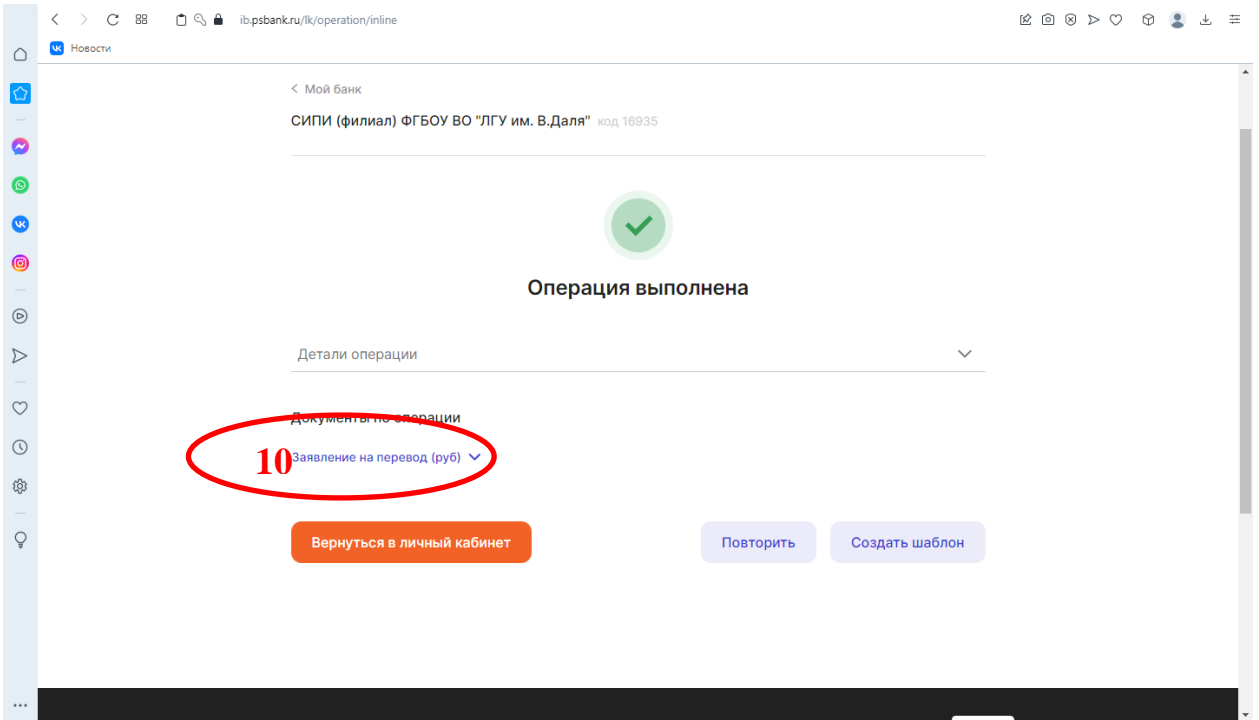 ib.psbank.ru/lk/operation/inline
Новости
Мой банк
СИПИ (филиал) ФГБОУ ВО "ЛГУ им. В.Даля" код 16935
Операция выполнена
Детали операции
Документы по операции
10
Заявление на перевод (руб)
Вернуться в личный кабинет
Повторить
Создать шаблон